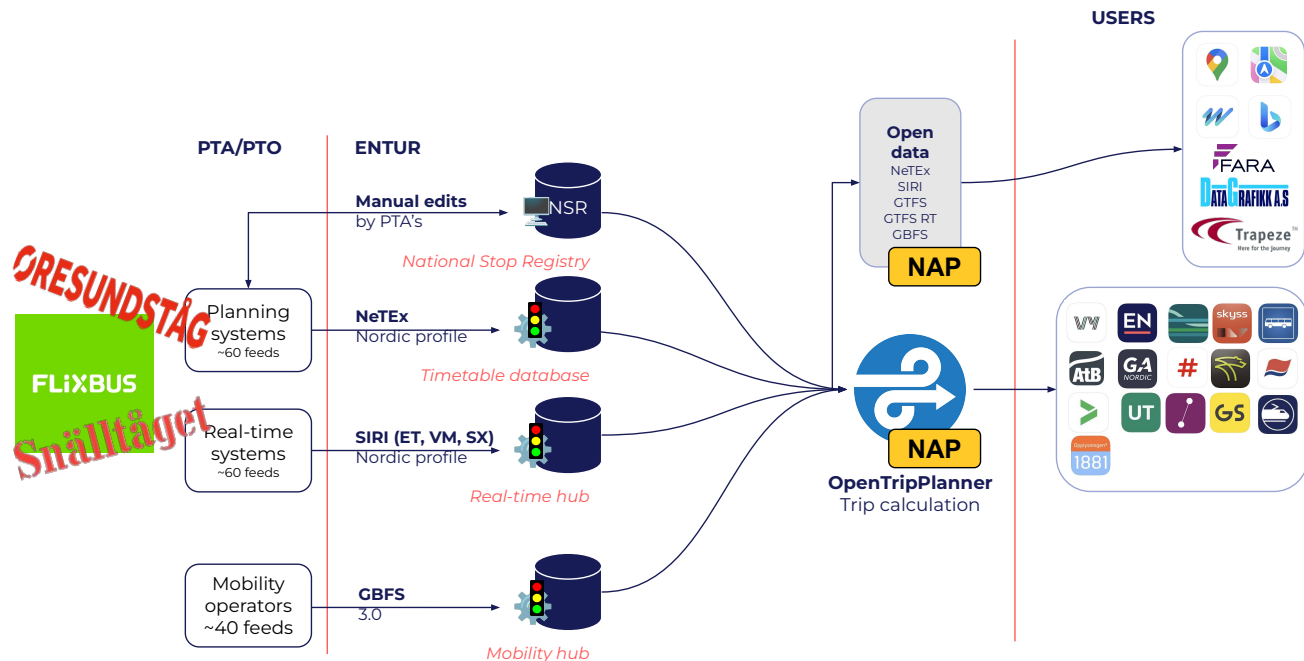 USERS
PTA/PTO
ENTUR
Manual edits
by PTA's
NSR
National Stop Registry
Open
data
NeTEx
SIRI
GTFS
GTFS RT
GBFS
NAP
FARA
DATAGRAFIKK A.S
Trapeze TM
Here for the journey
ØRESUNDSTÅG
FLiXBUS
Snälltåget
Planning
systems
~60 feeds
NeTEx
Nordic profile
Timetable database
Real-time
systems
~60 feeds
SIRI (ET, VM, SX)
Nordic profile
Real-time hub
Mobility
operators
~40 feeds
GBFS
3.0
Mobility hub
NAP
OpenTripPlanner
Trip calculation
vy
EN
skyss
AtB
GA
NORDIC
#
UT
GS
Opplysningen
1881